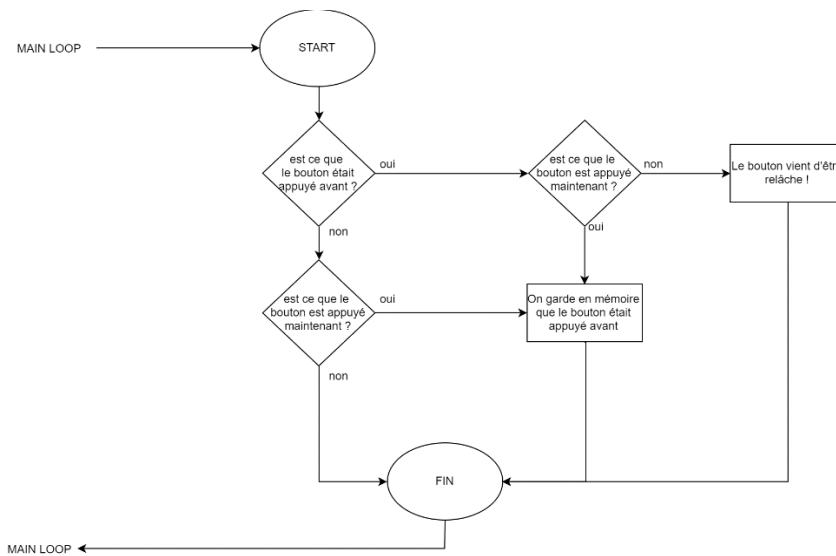 MAIN LOOP
START
est ce que
le bouton était
appuyé avant ?
oui
est ce que le
bouton est appuyé
maintenant ?
non
Le bouton vient d'êtr
relâche !
non
oui
est ce que le
bouton est appuyé
maintenant ?
oui
On garde en mémoire
que le bouton était
appuyé avant
non
FIN
MAIN LOOP